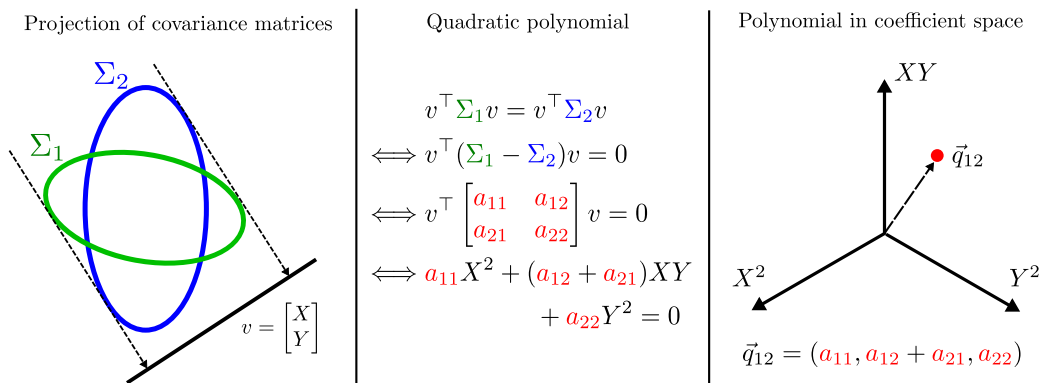 Projection of covariance matrices
Σ₂
Σ₁
v = [X
Y]
Quadratic polynomial
v⊤Σ₁v = v⊤Σ₂v
⟺ v⊤(Σ₁ − Σ₂)v = 0
⟺ v⊤ [a₁₁ a₁₂
a₂₁ a₂₂] v = 0
⟺ a₁₁X² + (a₁₂ + a₂₁)XY
+ a₂₂Y² = 0
Polynomial in coefficient space
XY
q⃗₁₂
X²
Y²
q⃗₁₂ = (a₁₁, a₁₂ + a₂₁, a₂₂)